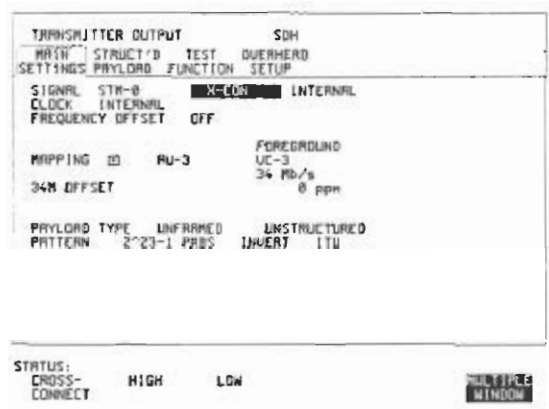 TRANSMITTER OUTPUT SDH
MAIN STRUCT'D TEST OVERHEAD
SETTINGS PAYLOAD FUNCTION SETUP
SIGNAL STM-0 X-CON INTERNAL
CLOCK INTERNAL
FREQUENCY OFFSET OFF
FOREGROUND
MAPPING AU-3 VC-3
34 Mb/s
34M OFFSET 0 ppm
PAYLOAD TYPE UNFRAMED UNSTRUCTURED
PATTERN 2^23-1 PRBS INVERT ITU
STATUS:
CROSS- HIGH LOW MULTIPLE
CONNECT WINDOW